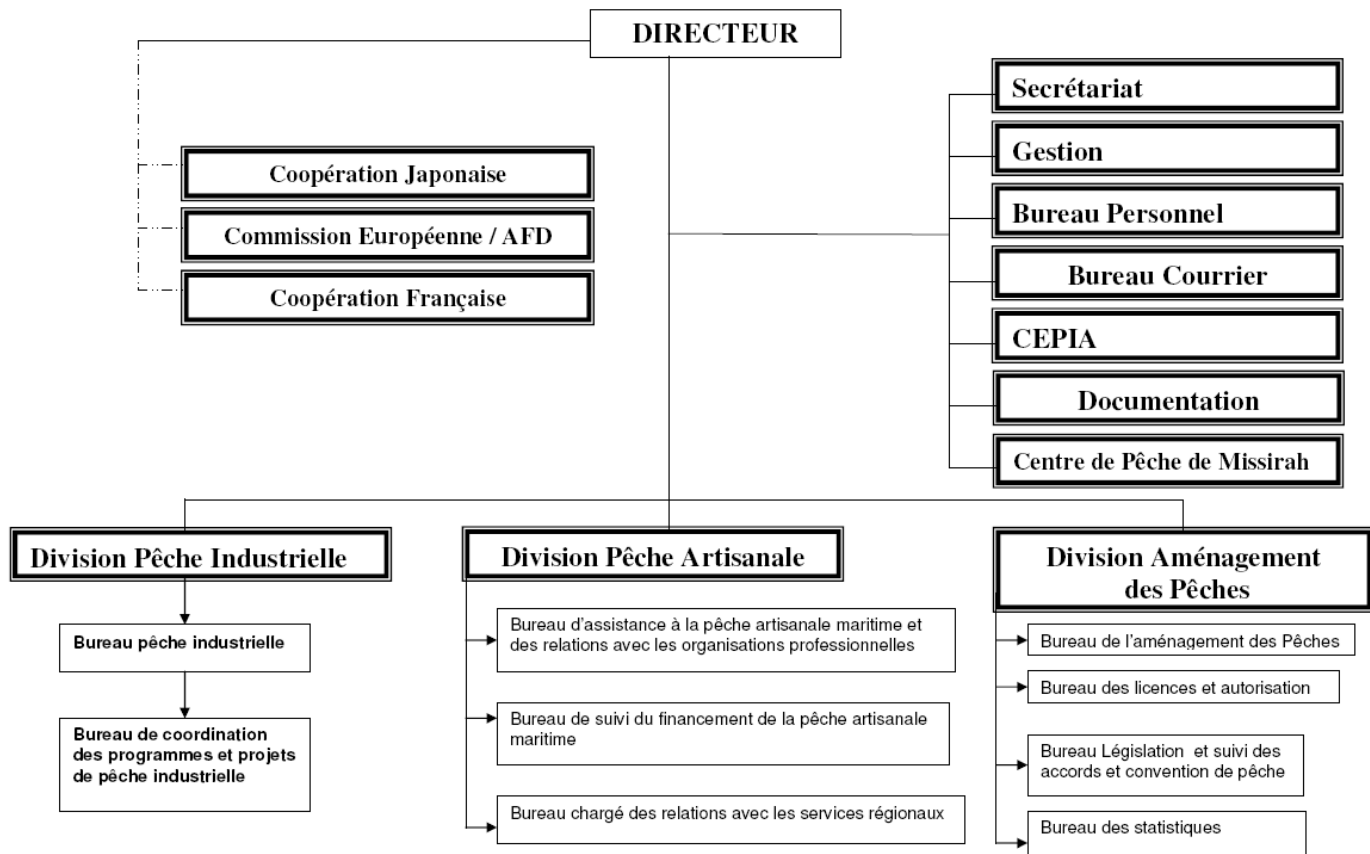 DIRECTEUR
Coopération Japonaise
Commission Européenne / AFD
Coopération Française
Secrétariat
Gestion
Bureau Personnel
Bureau Courrier
CEPIA
Documentation
Centre de Pêche de Missirah
Division Pêche Industrielle
Bureau pêche industrielle
Bureau de coordination
des programmes et projets
de pêche industrielle
Division Pêche Artisanale
Bureau d'assistance à la pêche artisanale maritime et
des relations avec les organisations professionnelles
Bureau de suivi du financement de la pêche artisanale
maritime
Bureau chargé des relations avec les services régionaux
Division Aménagement
des Pêches
Bureau de l'aménagement des Pêches
Bureau des licences et autorisation
Bureau Législation et suivi des
accords et convention de pêche
Bureau des statistiques